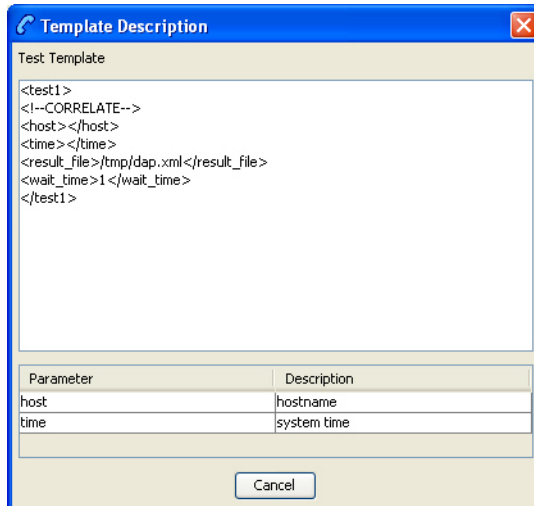 Template Description
Test Template
<test1>
<!--CORRELATE-->
<host></host>
<time></time>
<result_file>/tmp/dap.xml</result_file>
<wait_time>1</wait_time>
</test1>
Parameter Description
host hostname
time system time
Cancel